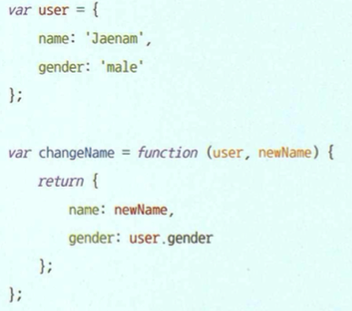 var user = {
    name: 'Jaenam',
    gender: 'male'
};

var changeName = function (user, newName) {
    return {
        name: newName,
        gender: user.gender
    };
};